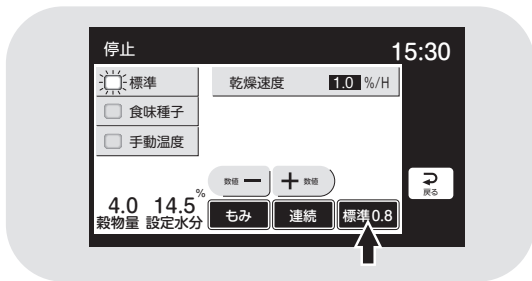 停止 15:30
標準 乾燥速度 1.0 %/H
食味種子
手動温度
数値 － ＋ 数値
戻る
4.0 14.5%
穀物量 設定水分 もみ 連続 標準0.8